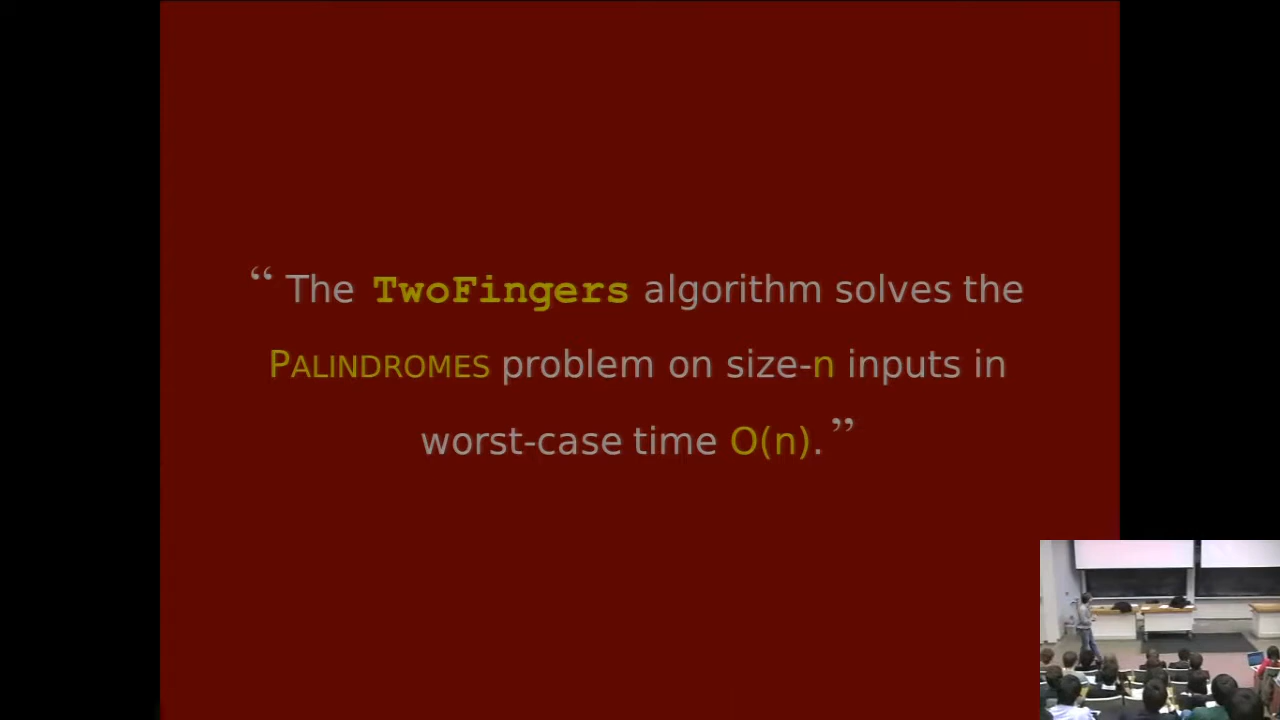 “ The TwoFingers algorithm solves the
PALINDROMES problem on size-n inputs in
worst-case time O(n). ”